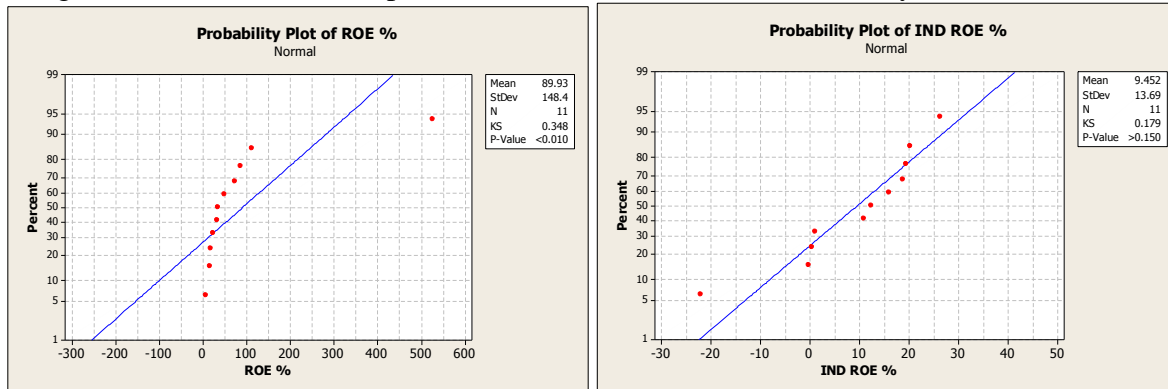 Probability Plot of ROE %
Normal
99
95
90
80
70
60
50
40
30
20
10
5
1
Percent
-300 -200 -100 0 100 200 300 400 500 600
ROE %
Mean 89.93
StDev 148.4
N 11
KS 0.348
P-Value <0.010
Probability Plot of IND ROE %
Normal
99
95
90
80
70
60
50
40
30
20
10
5
1
Percent
-30 -20 -10 0 10 20 30 40 50
IND ROE %
Mean 9.452
StDev 13.69
N 11
KS 0.179
P-Value >0.150